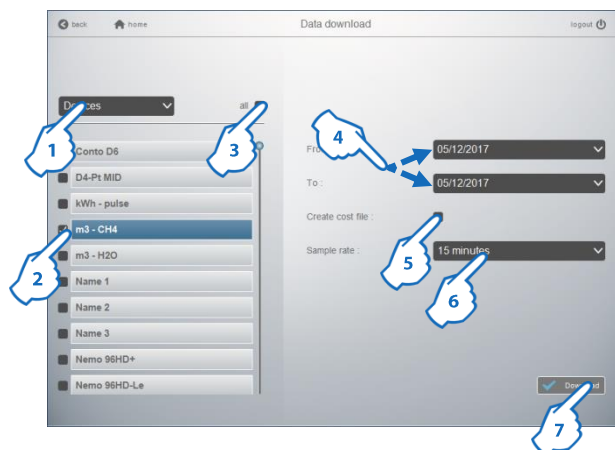 back
home
Data download
logout
all
1
3
4
Conto D6
D4-Pt MID
kWh - pulse
m3 - CH4
m3 - H2O
Name 1
Name 2
Name 3
Nemo 96HD+
Nemo 96HD-Le
2
05/12/2017
To :
05/12/2017
Create cost file :
Sample rate :
15 minutes
5
6
7